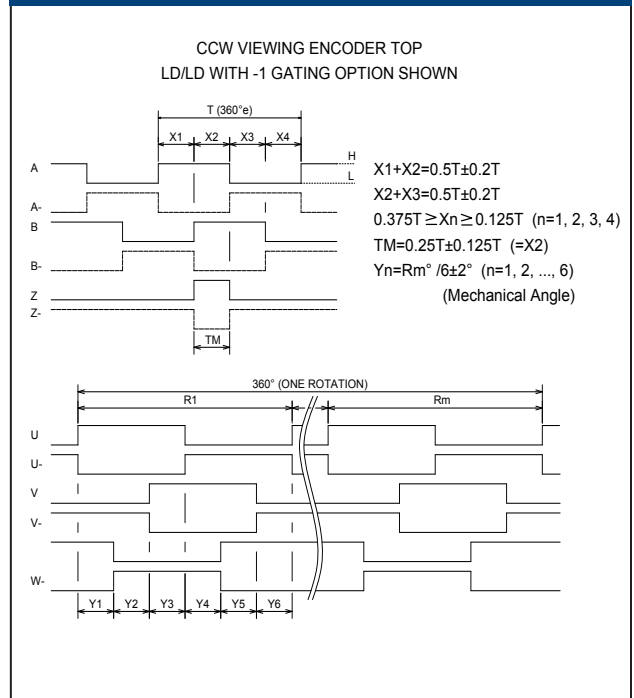 CCW VIEWING ENCODER TOP
LD/LD WITH -1 GATING OPTION SHOWN
T (360°e)
X1 X2 X3 X4
H
L
A
A-
B
B-
Z
Z-
TM
X1+X2=0.5T±0.2T
X2+X3=0.5T±0.2T
0.375T≧Xn≧0.125T (n=1, 2, 3, 4)
TM=0.25T±0.125T (=X2)
Yn=Rm° /6±2° (n=1, 2, ..., 6)
(Mechanical Angle)
360° (ONE ROTATION)
R1 Rm
U
U-
V
V-
W-
Y1 Y2 Y3 Y4 Y5 Y6